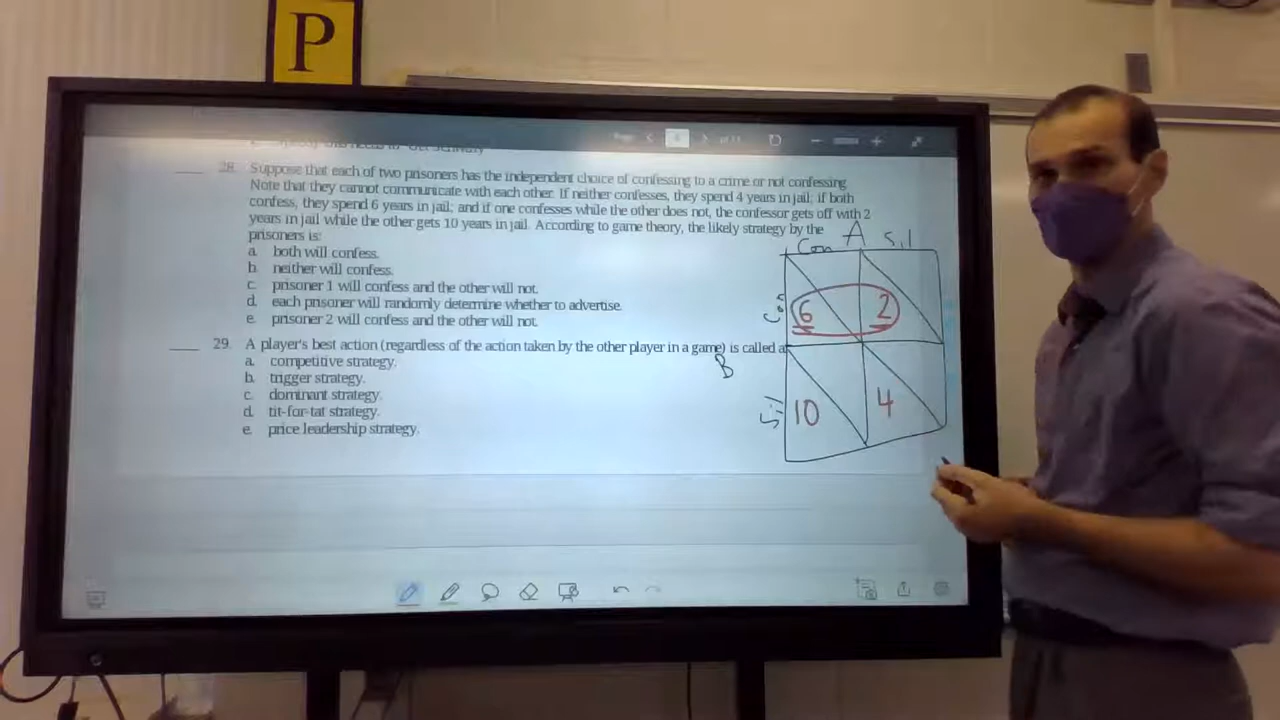 P
Page
28. Suppose that each of two prisoners has the independent choice of confessing to a crime or not confessing.
Note that they cannot communicate with each other. If neither confesses, they spend 4 years in jail; if both
confess, they spend 6 years in jail; and if one confesses while the other does not, the confessor gets off with 2
years in jail while the other gets 10 years in jail. According to game theory, the likely strategy by the
prisoners is:
a. both will confess.
b. neither will confess.
c. prisoner 1 will confess and the other will not.
d. each prisoner will randomly determine whether to advertise.
e. prisoner 2 will confess and the other will not.
29. A player's best action (regardless of the action taken by the other player in a game) is called a
a. competitive strategy.
b. trigger strategy.
c. dominant strategy.
d. tit-for-tat strategy.
e. price leadership strategy.
A
Con Sil
Con 6 2
B
Sil 10 4